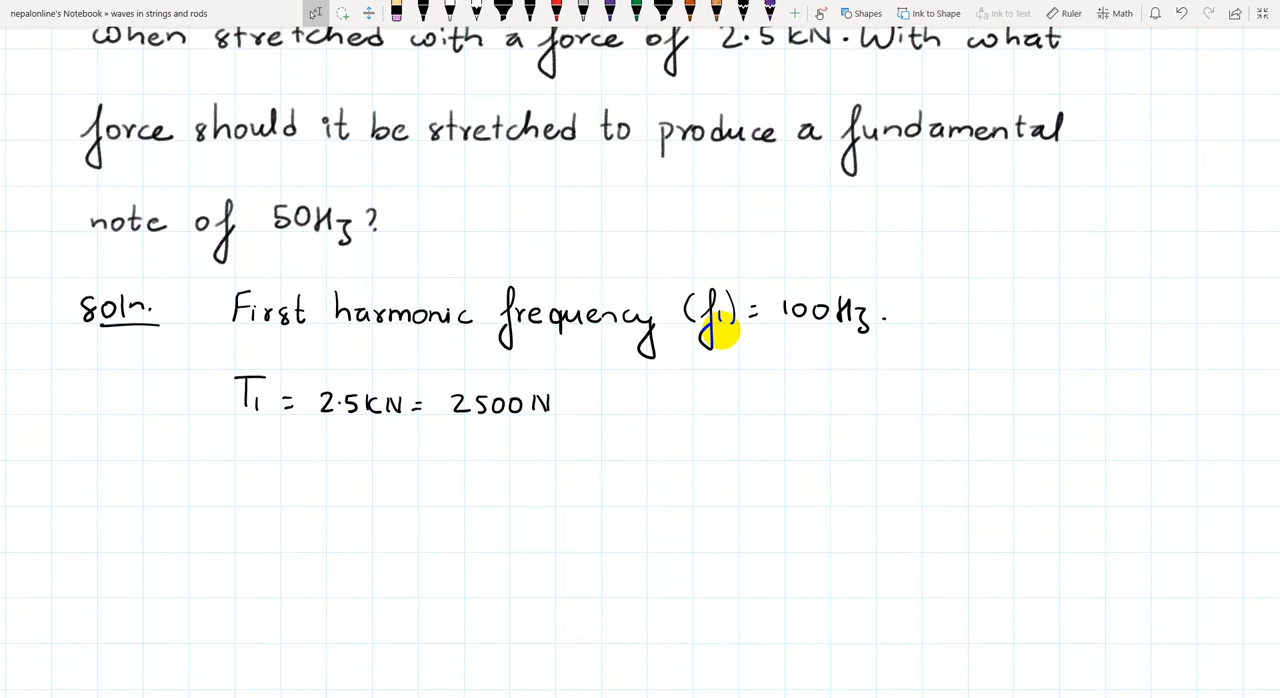 nepalonline's Notebook » waves in strings and rods
Shapes Ink to Shape Ink to Text Ruler Math
when stretched with a force of 2.5 KN. With what
force should it be stretched to produce a fundamental
note of 50Hz?
soln. First harmonic frequency (f1) = 100Hz.
T1 = 2.5KN = 2500N